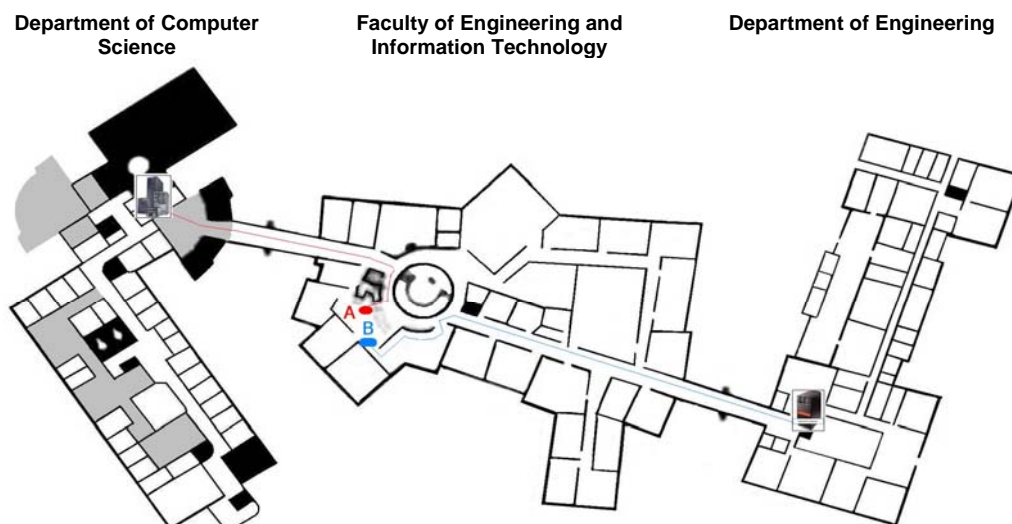 Department of Computer
Science
Faculty of Engineering and
Information Technology
Department of Engineering
A
B